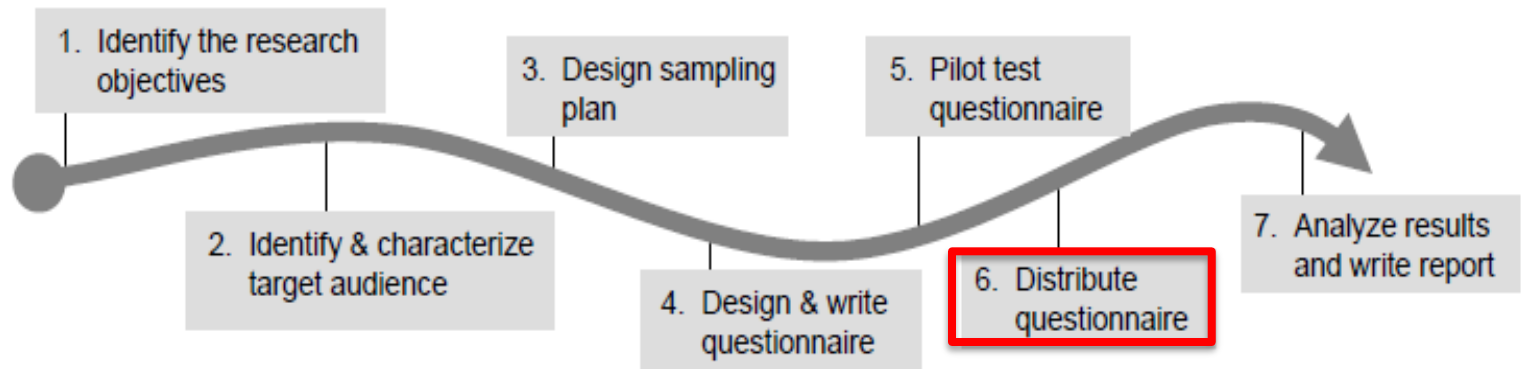 1. Identify the research
objectives
2. Identify & characterize
target audience
3. Design sampling
plan
4. Design & write
questionnaire
5. Pilot test
questionnaire
6. Distribute
questionnaire
7. Analyze results
and write report